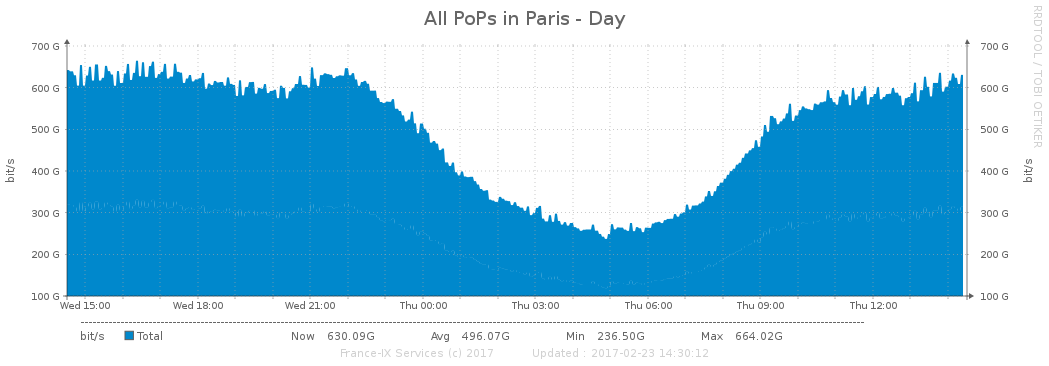 All PoPs in Paris - Day
RRDTOOL / TOBI OETIKER
700 G 700 G
600 G 600 G
500 G 500 G
400 G 400 G
300 G 300 G
200 G 200 G
100 G 100 G
bit/s bit/s
Wed 15:00 Wed 18:00 Wed 21:00 Thu 00:00 Thu 03:00 Thu 06:00 Thu 09:00 Thu 12:00
bit/s Total Now 630.09G Avg 496.07G Min 236.50G Max 664.02G
France-IX Services (c) 2017 Updated : 2017-02-23 14:30:12